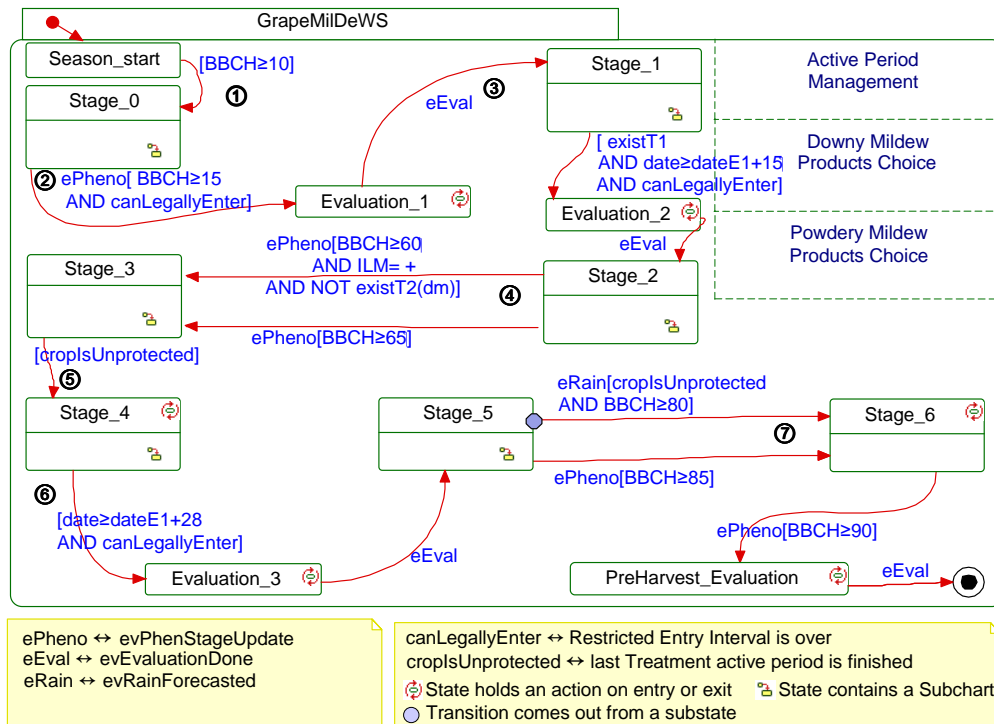 GrapeMilDeWS
Season_start
[BBCH≥10]
Stage_0
①
eEval
③
Stage_1
Active Period
Management
② ePheno[ BBCH≥15
AND canLegallyEnter]
Evaluation_1
[ existT1
AND date≥dateE1+15
AND canLegallyEnter]
Downy Mildew
Products Choice
Evaluation_2
eEval
Powdery Mildew
Products Choice
Stage_3
ePheno[BBCH≥60
AND ILM= +
AND NOT existT2(dm)]
④
Stage_2
ePheno[BBCH≥65]
[cropIsUnprotected]
⑤
Stage_4
Stage_5
eRain[cropIsUnprotected
AND BBCH≥80]
⑦
Stage_6
ePheno[BBCH≥85]
⑥
[date≥dateE1+28
AND canLegallyEnter]
Evaluation_3
eEval
ePheno[BBCH≥90]
PreHarvest_Evaluation
eEval
ePheno ↔ evPhenStageUpdate
eEval ↔ evEvaluationDone
eRain ↔ evRainForecasted
canLegallyEnter ↔ Restricted Entry Interval is over
cropIsUnprotected ↔ last Treatment active period is finished
State holds an action on entry or exit
State contains a Subchart
Transition comes out from a substate